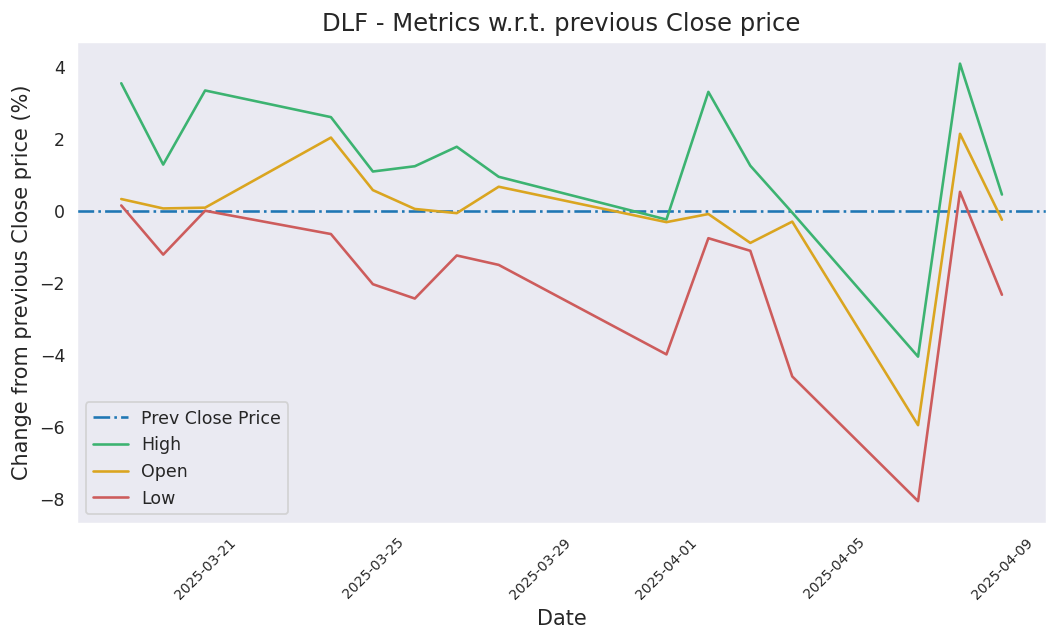 DLF - Metrics w.r.t. previous Close price
Change from previous Close price (%)
4
2
0
−2
−4
−6
−8
Prev Close Price
High
Open
Low
2025-03-21
2025-03-25
2025-03-29
2025-04-01
2025-04-05
2025-04-09
Date